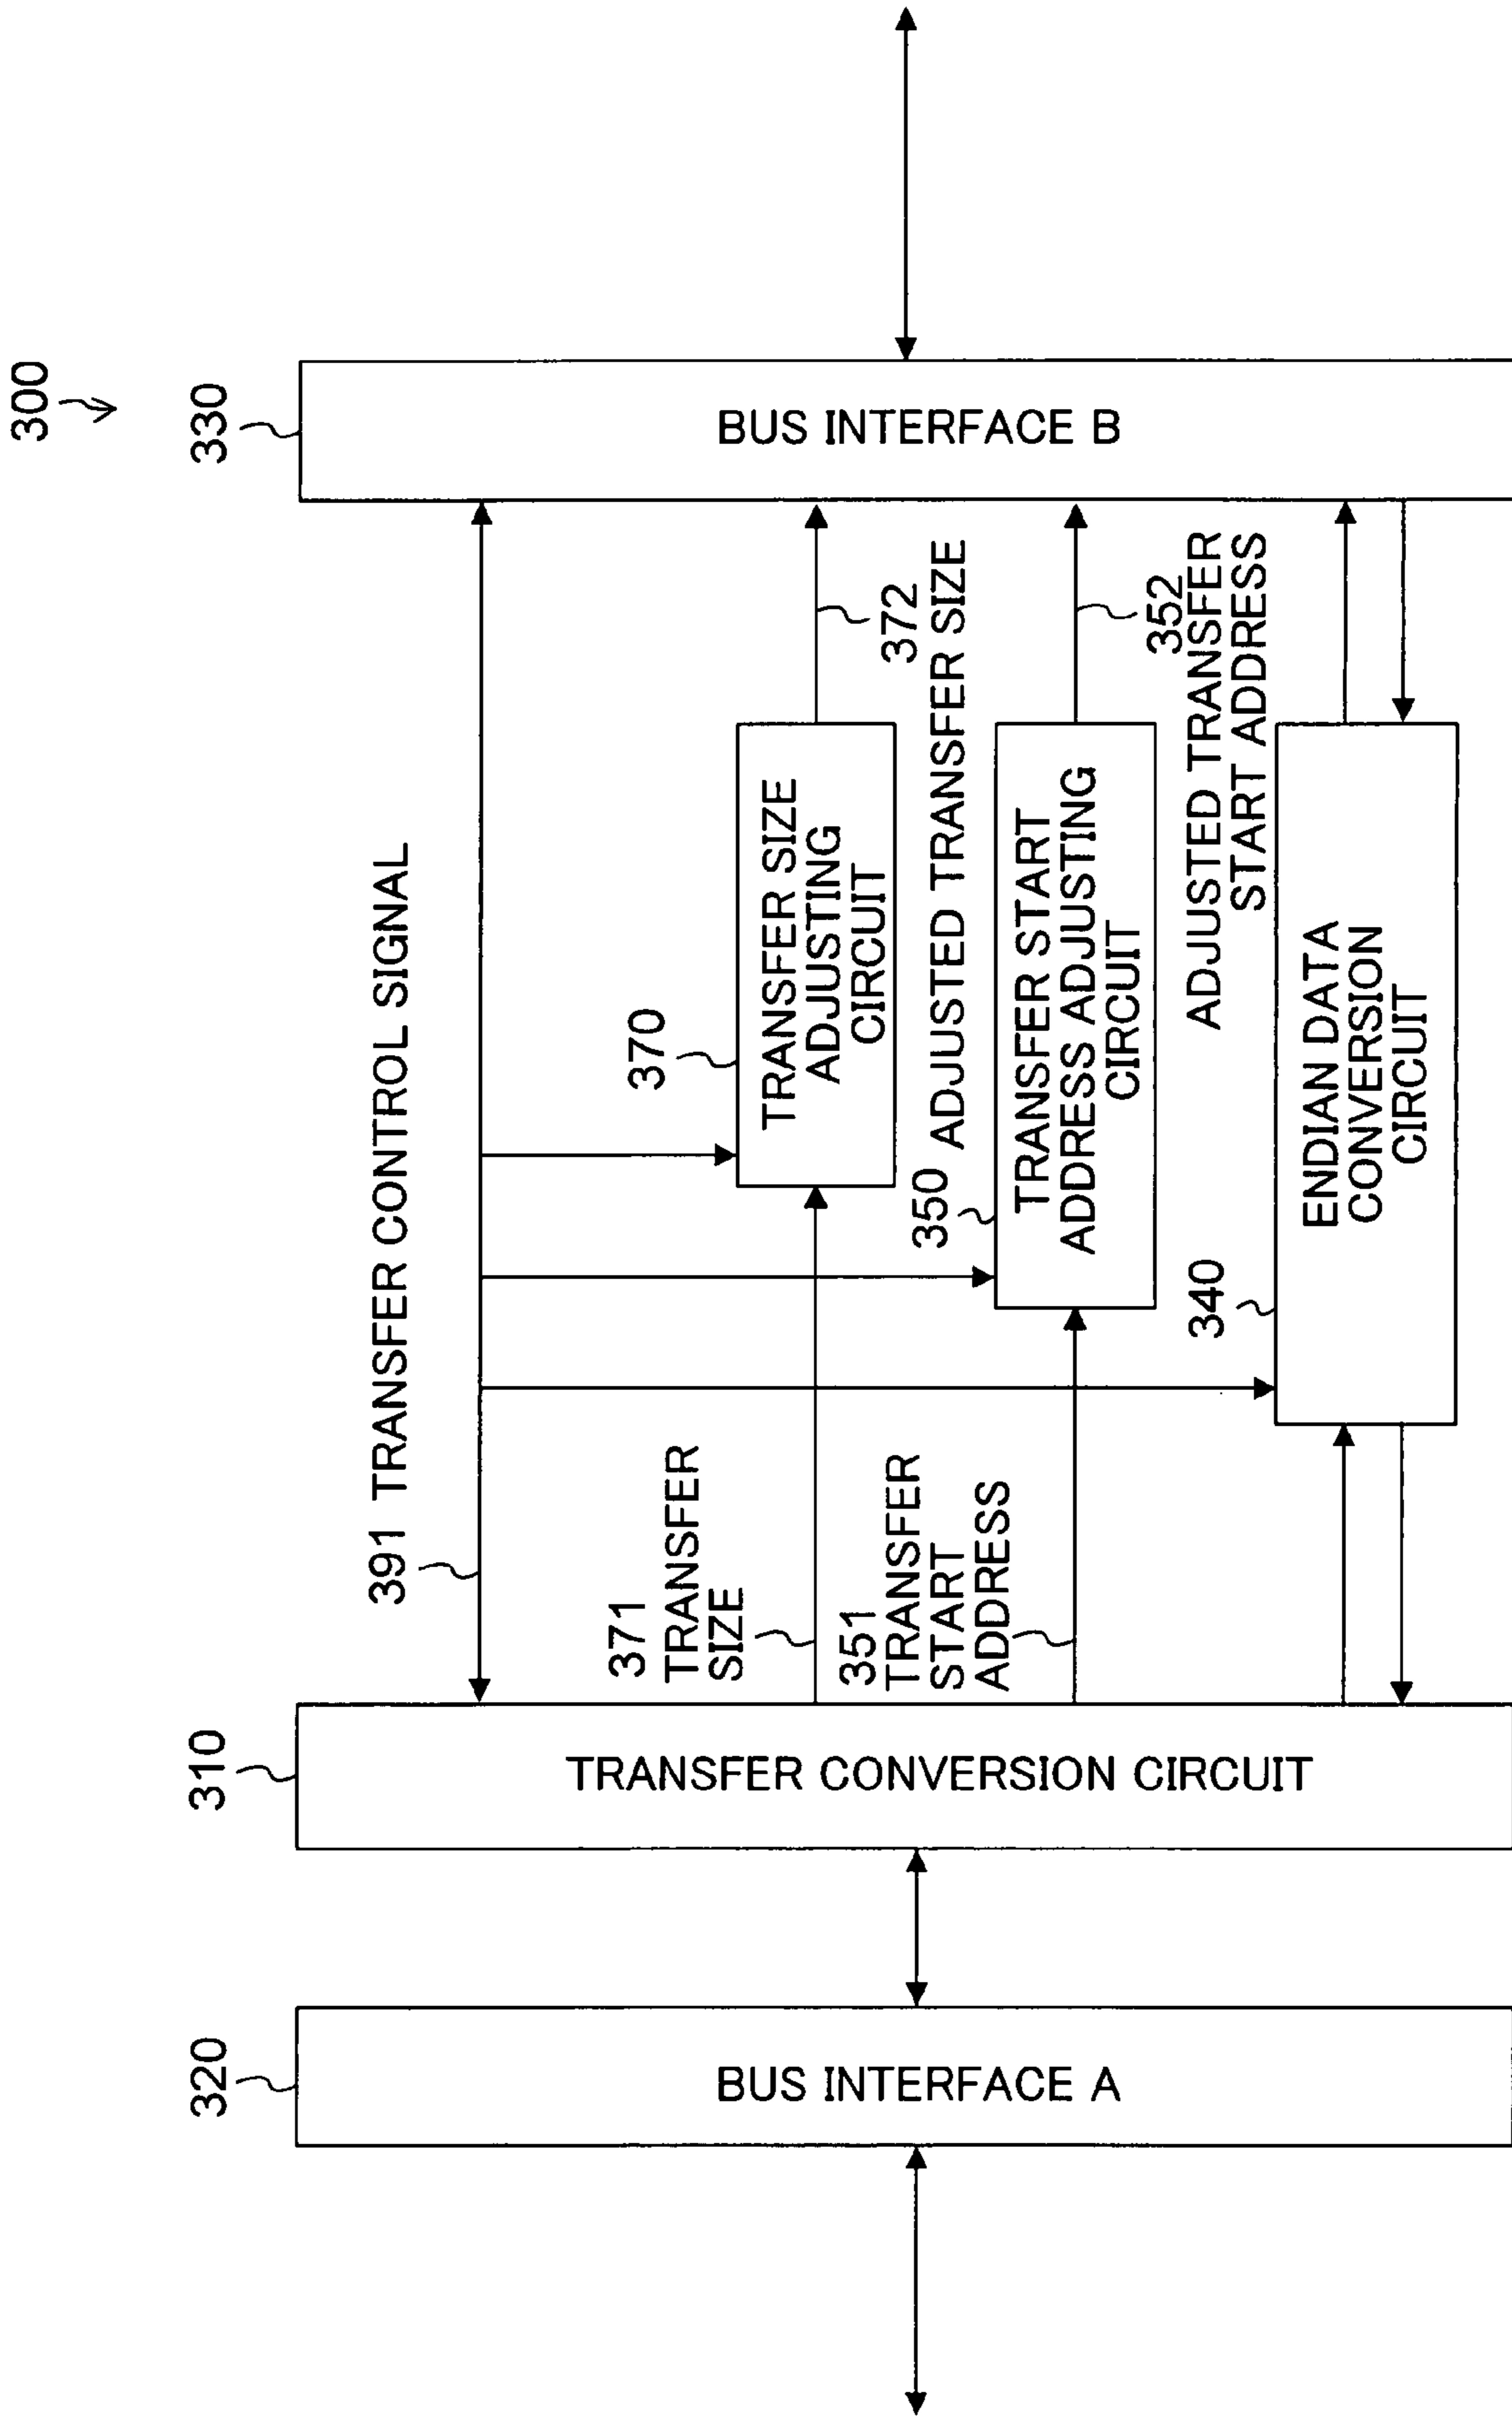 300
330
BUS INTERFACE B
391 TRANSFER CONTROL SIGNAL
370
TRANSFER SIZE
ADJUSTING
CIRCUIT
372
ADJUSTED TRANSFER SIZE
350
TRANSFER START
ADDRESS ADJUSTING
CIRCUIT
352
ADJUSTED TRANSFER
START ADDRESS
340
ENDIAN DATA
CONVERSION
CIRCUIT
371
TRANSFER
SIZE
351
TRANSFER
START
ADDRESS
310
TRANSFER CONVERSION CIRCUIT
320
BUS INTERFACE A